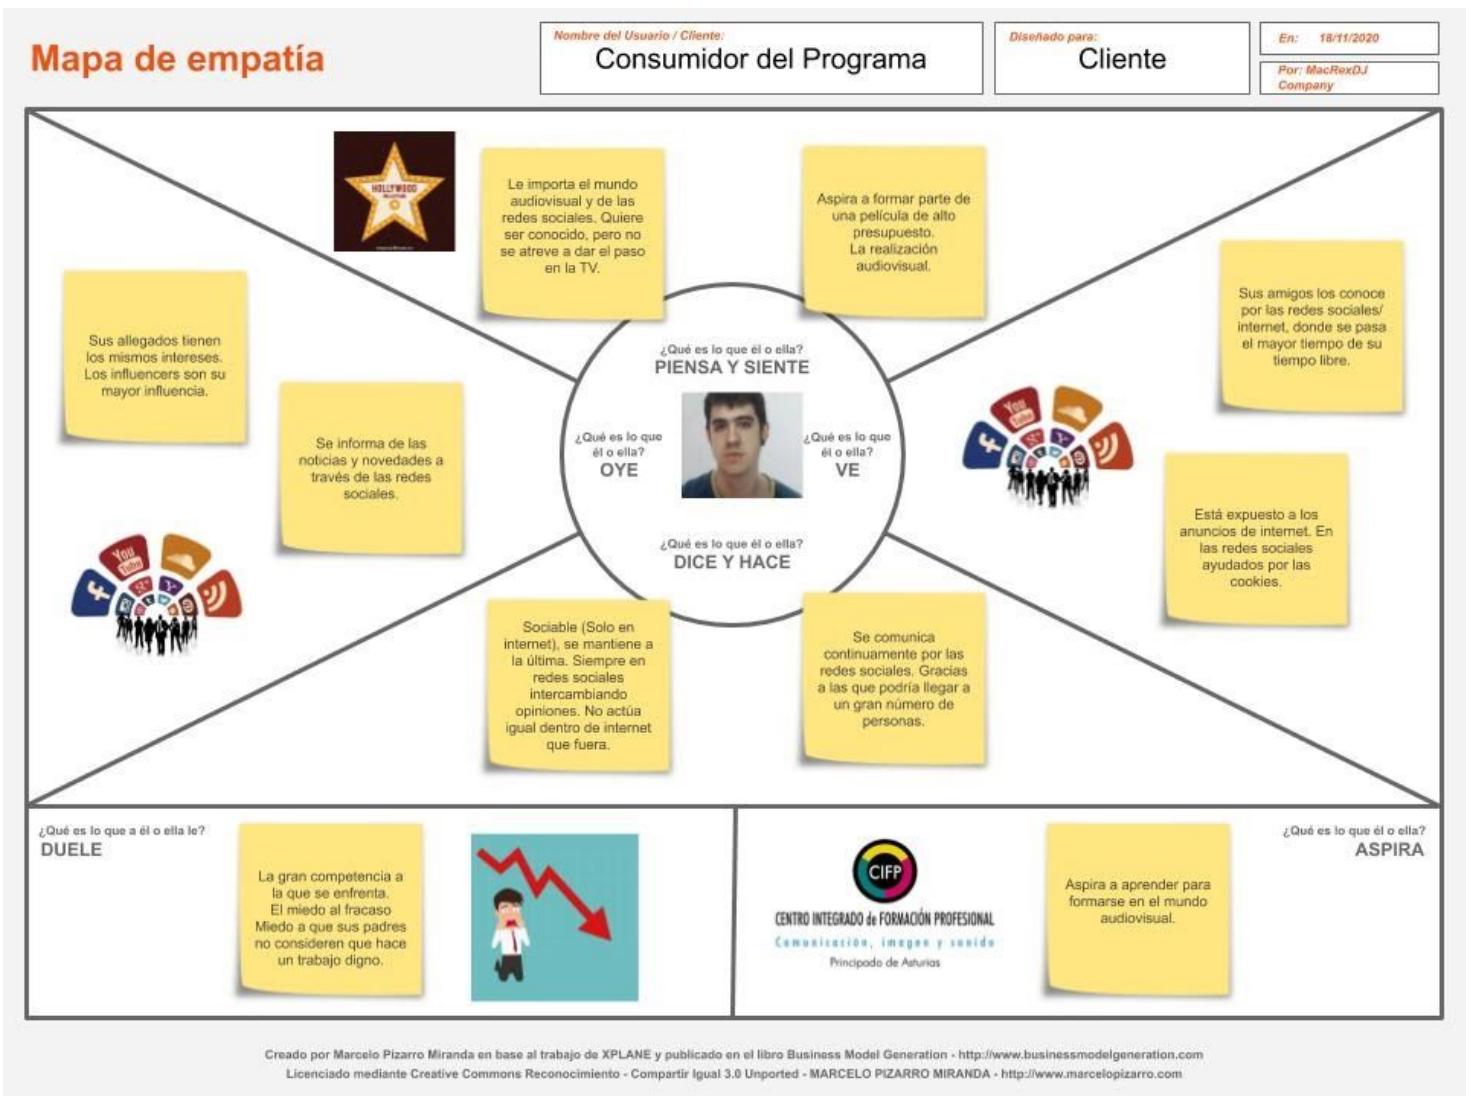 Mapa de empatía
Nombre del Usuario / Cliente:
Consumidor del Programa
Diseñado para:
Cliente
En: 18/11/2020
Por: MacRexDJ
Company
HOLLYWOOD
Le importa el mundo
audiovisual y de las
redes sociales. Quiere
ser conocido, pero no
se atreve a dar el paso
en la TV.
Aspira a formar parte de
una película de alto
presupuesto.
La realización
audiovisual.
Sus allegados tienen
los mismos intereses.
Los influencers son su
mayor influencia.
Se informa de las
noticias y novedades a
través de las redes
sociales.
You
Tube
¿Qué es lo que él o ella?
PIENSA Y SIENTE
¿Qué es lo que
él o ella?
OYE
¿Qué es lo que
él o ella?
VE
¿Qué es lo que él o ella?
DICE Y HACE
Sus amigos los conoce
por las redes sociales/
internet, donde se pasa
el mayor tiempo de su
tiempo libre.
You
Tube
Está expuesto a los
anuncios de internet. En
las redes sociales
ayudados por las
cookies.
Sociable (Solo en
internet), se mantiene a
la última. Siempre en
redes sociales
intercambiando
opiniones. No actúa
igual dentro de internet
que fuera.
Se comunica
continuamente por las
redes sociales. Gracias
a las que podría llegar a
un gran número de
personas.
¿Qué es lo que a él o ella le?
DUELE
La gran competencia a
la que se enfrenta.
El miedo al fracaso
Miedo a que sus padres
no consideren que hace
un trabajo digno.
CIFP
CENTRO INTEGRADO de FORMACIÓN PROFESIONAL
Comunicación, imagen y sonido
Principado de Asturias
Aspira a aprender para
formarse en el mundo
audiovisual.
¿Qué es lo que él o ella?
ASPIRA
Creado por Marcelo Pizarro Miranda en base al trabajo de XPLANE y publicado en el libro Business Model Generation - http://www.businessmodelgeneration.com
Licenciado mediante Creative Commons Reconocimiento - Compartir Igual 3.0 Unported - MARCELO PIZARRO MIRANDA - http://www.marcelopizarro.com